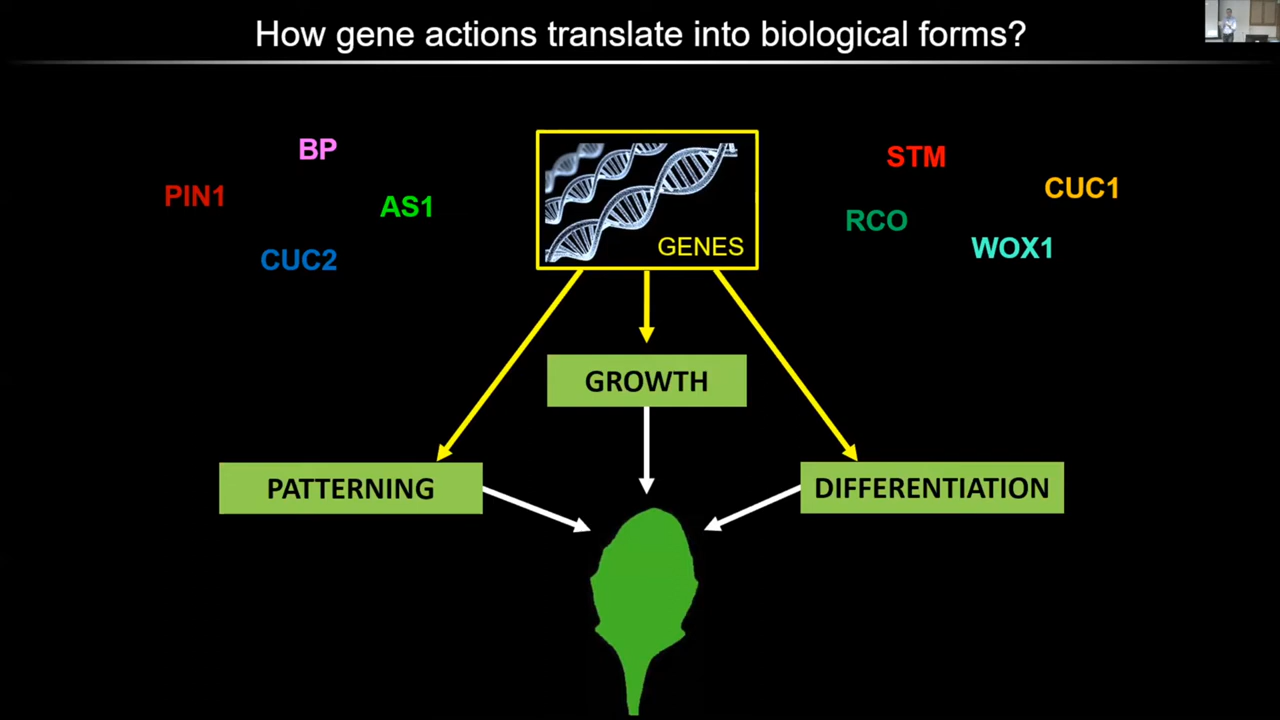 How gene actions translate into biological forms?
BP
PIN1
AS1
CUC2
GENES
STM
CUC1
RCO
WOX1
GROWTH
PATTERNING
DIFFERENTIATION